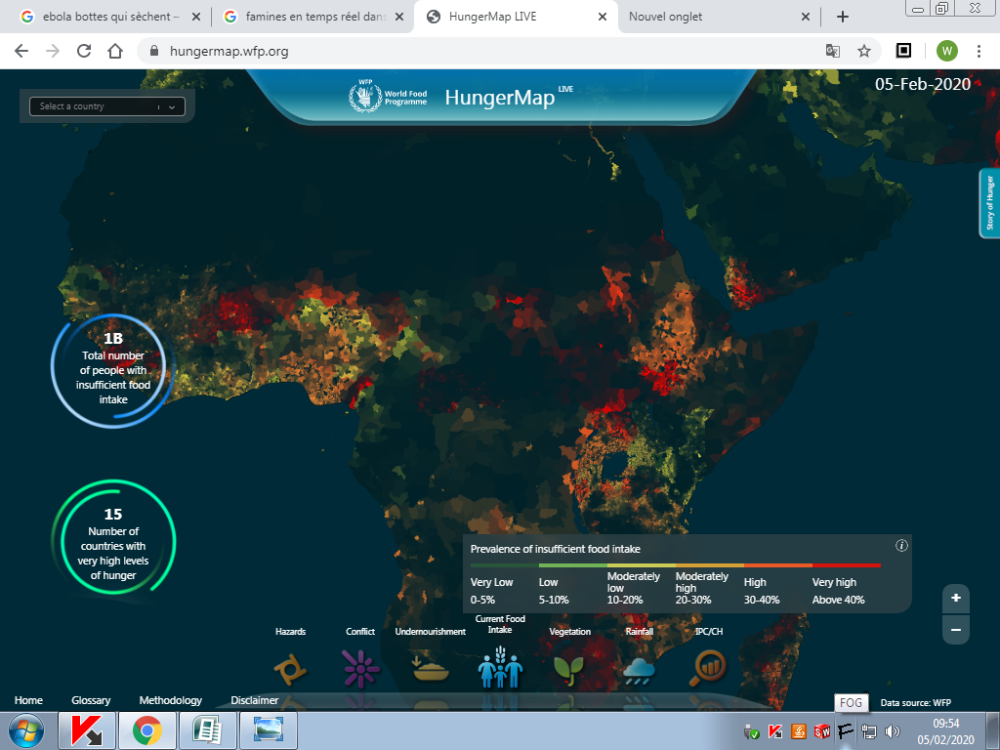 ebola bottes qui sèchent –
famines en temps réel dans
HungerMap LIVE
Nouvel onglet
hungermap.wfp.org
W
Select a country
WFP
World Food
Programme
HungerMap LIVE
05-Feb-2020
Story of Hunger
1B
Total number
of people with
insufficient food
intake
15
Number of
countries with
very high levels
of hunger
Prevalence of insufficient food intake
Very Low
0-5%
Low
5-10%
Moderately
low
10-20%
Moderately
high
20-30%
High
30-40%
Very high
Above 40%
Hazards
Conflict
Undernourishment
Current Food
Intake
Vegetation
Rainfall
IPC/CH
Home
Glossary
Methodology
Disclaimer
FOG
Data source: WFP
09:54
05/02/2020